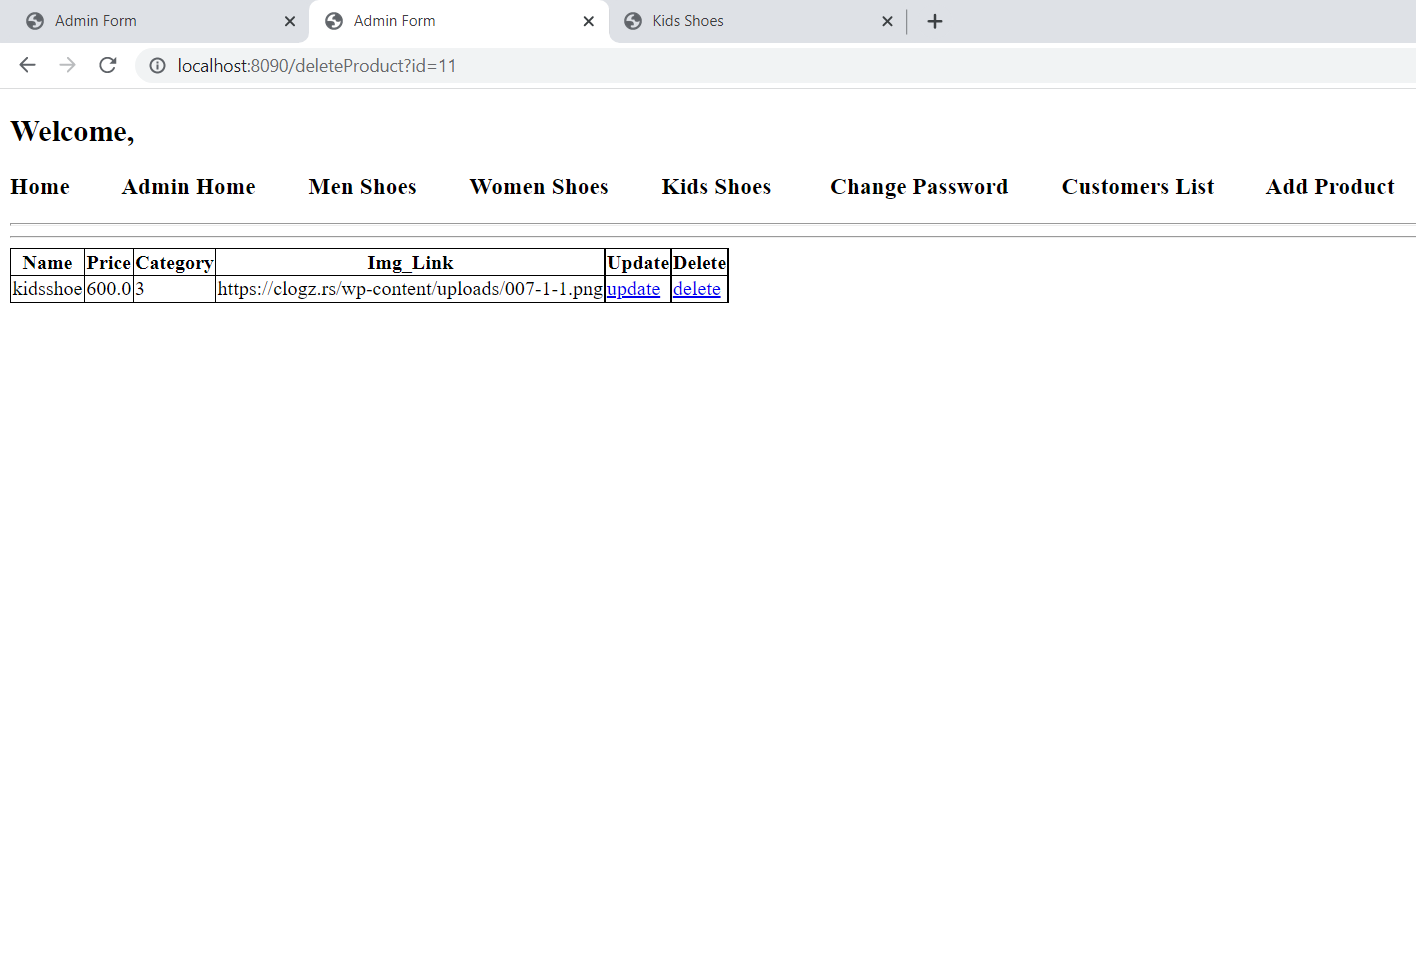 Admin Form Admin Form Kids Shoes
localhost:8090/deleteProduct?id=11
Welcome,
Home Admin Home Men Shoes Women Shoes Kids Shoes Change Password Customers List Add Product
Name Price Category Img_Link Update Delete
kidsshoe 600.0 3 https://clogz.rs/wp-content/uploads/007-1-1.png update delete